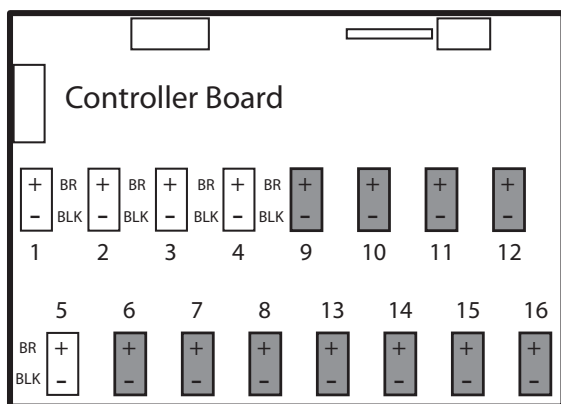 Controller Board
+ BR + BR + BR + BR + + + +
- BLK - BLK - BLK - BLK - - - -
1 2 3 4 9 10 11 12
5 6 7 8 13 14 15 16
BR + + + + + + + +
BLK - - - - - - - -